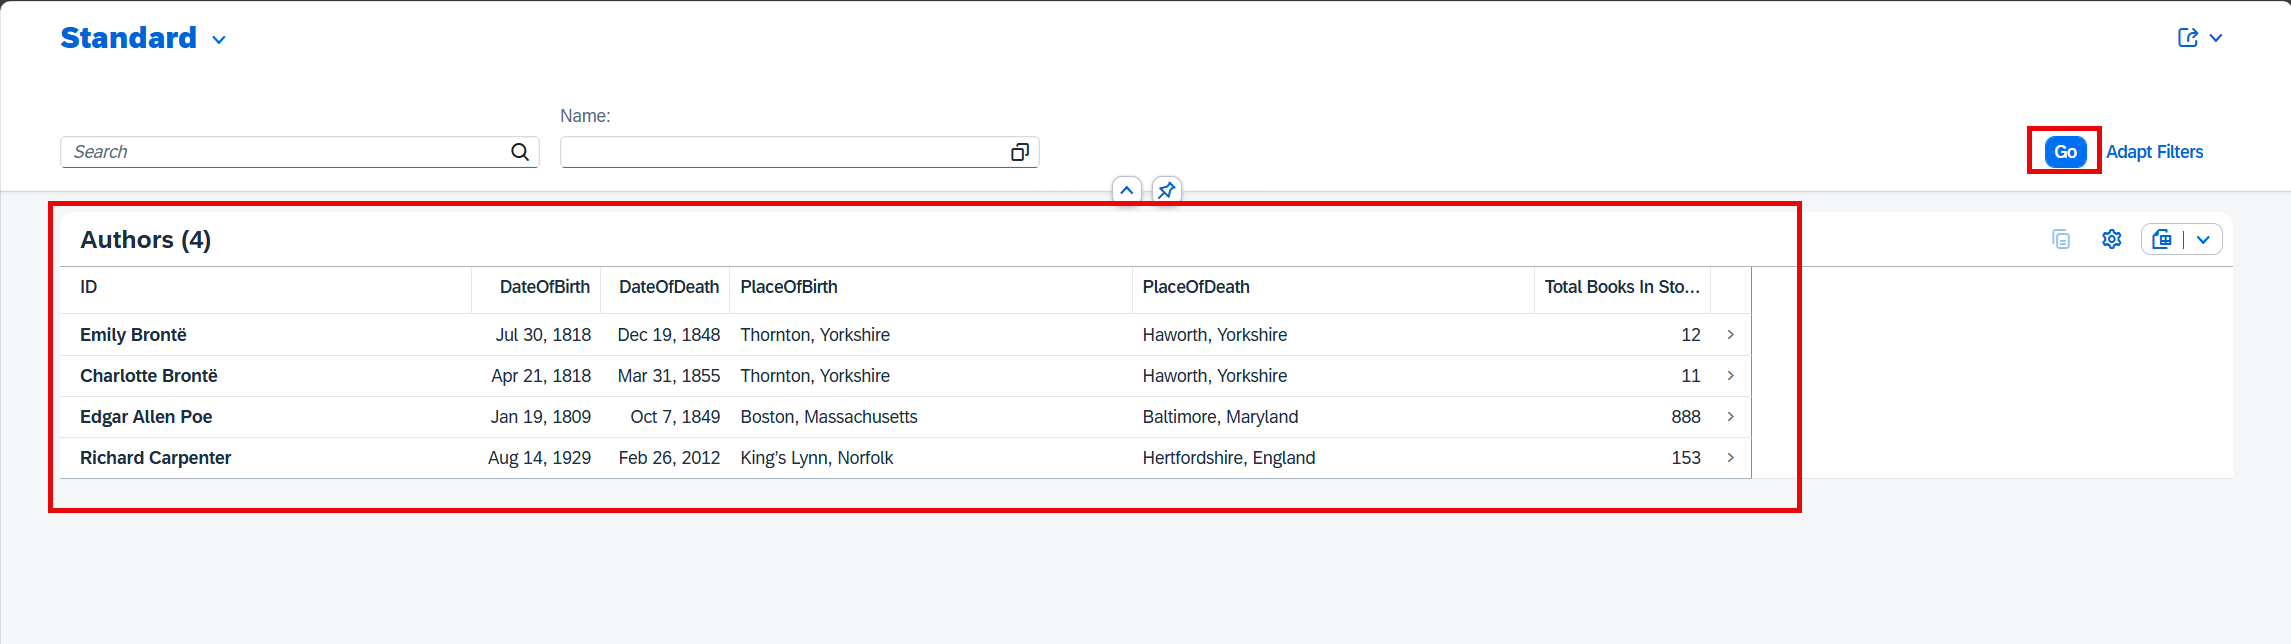 Standard
Name:
Search
Go Adapt Filters
Authors (4)
ID DateOfBirth DateOfDeath PlaceOfBirth PlaceOfDeath Total Books In Sto...
Emily Brontë Jul 30, 1818 Dec 19, 1848 Thornton, Yorkshire Haworth, Yorkshire 12
Charlotte Brontë Apr 21, 1818 Mar 31, 1855 Thornton, Yorkshire Haworth, Yorkshire 11
Edgar Allen Poe Jan 19, 1809 Oct 7, 1849 Boston, Massachusetts Baltimore, Maryland 888
Richard Carpenter Aug 14, 1929 Feb 26, 2012 King's Lynn, Norfolk Hertfordshire, England 153